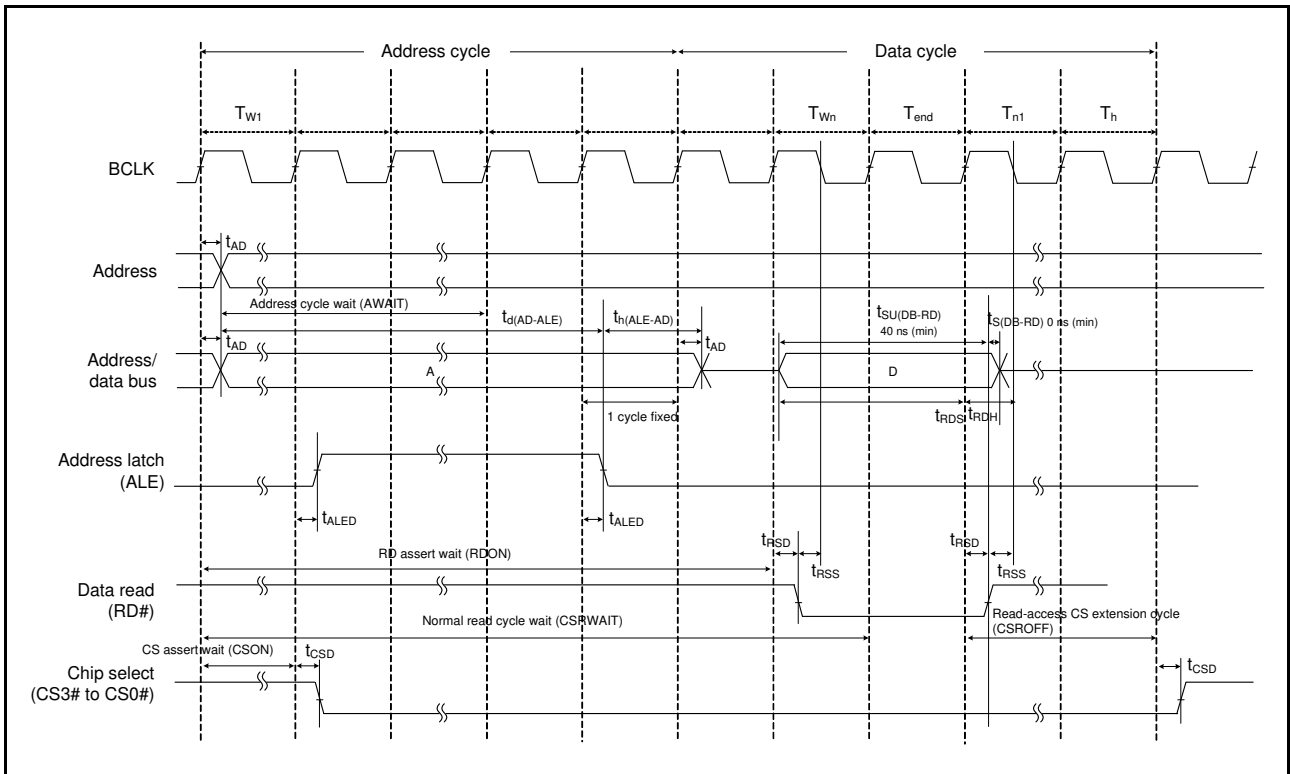 Address cycle
Data cycle
TW1
TWn
Tend
Tn1
Th
BCLK
tAD
Address
Address cycle wait (AWAIT)
td(AD-ALE)
th(ALE-AD)
tSU(DB-RD)
40 ns (min)
tS(DB-RD) 0 ns (min)
tAD
tAD
Address/
data bus
A
D
1 cycle fixed
tRDS
tRDH
Address latch
(ALE)
tALED
tALED
tRSD
tRSS
tRSD
tRSS
RD assert wait (RDON)
Data read
(RD#)
Normal read cycle wait (CSRWAIT)
Read-access CS extension cycle
(CSROFF)
CS assert wait (CSON)
tCSD
tCSD
Chip select
(CS3# to CS0#)